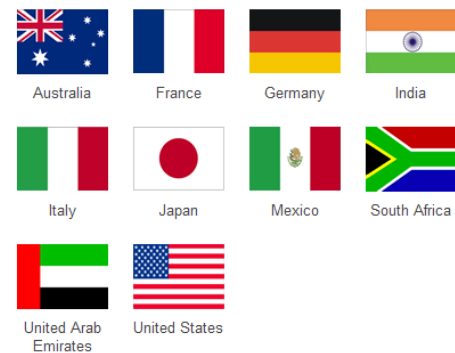 Australia
France
Germany
India
Italy
Japan
Mexico
South Africa
United Arab
Emirates
United States